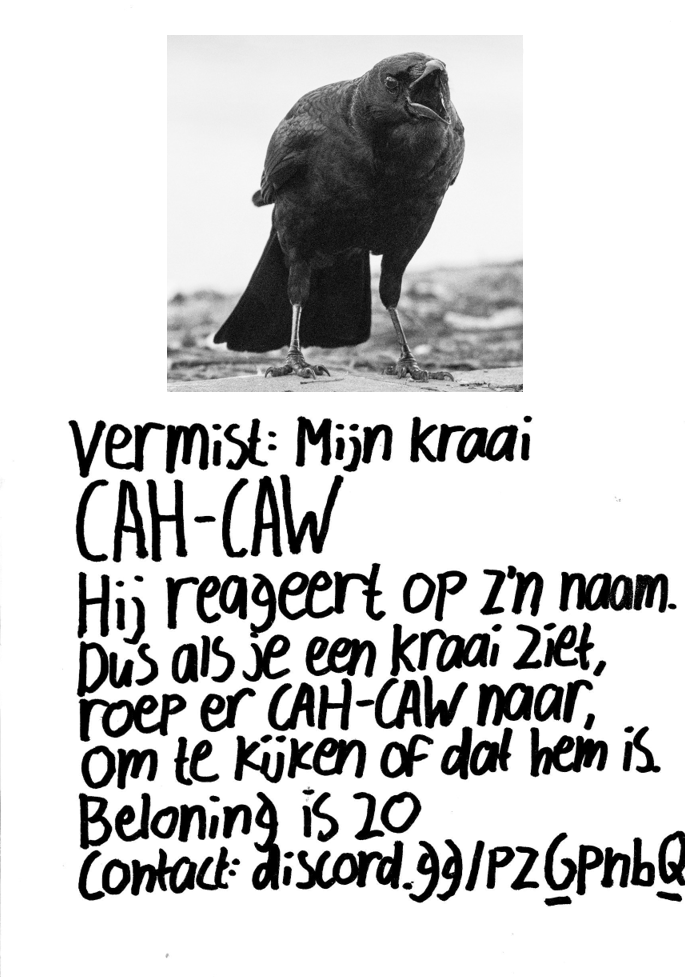 Vermist: Mijn kraai
CAH-CAW
Hij reageert op z'n naam.
Dus als je een kraai ziet,
roep er CAH-CAW naar,
om te kijken of dat hem is.
Beloning is 20
Contact: discord.gg/PZGPnbQ